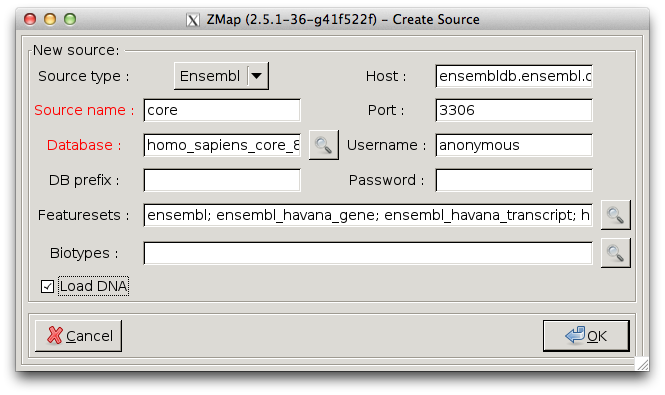 ZMap (2.5.1-36-g41f522f) – Create Source
New source:
Source type : Ensembl Host : ensembldb.ensembl.c
Source name : core Port : 3306
Database : homo_sapiens_core_8 Username : anonymous
DB prefix : Password :
Featuresets : ensembl; ensembl_havana_gene; ensembl_havana_transcript; h
Biotypes :
Load DNA
Cancel OK